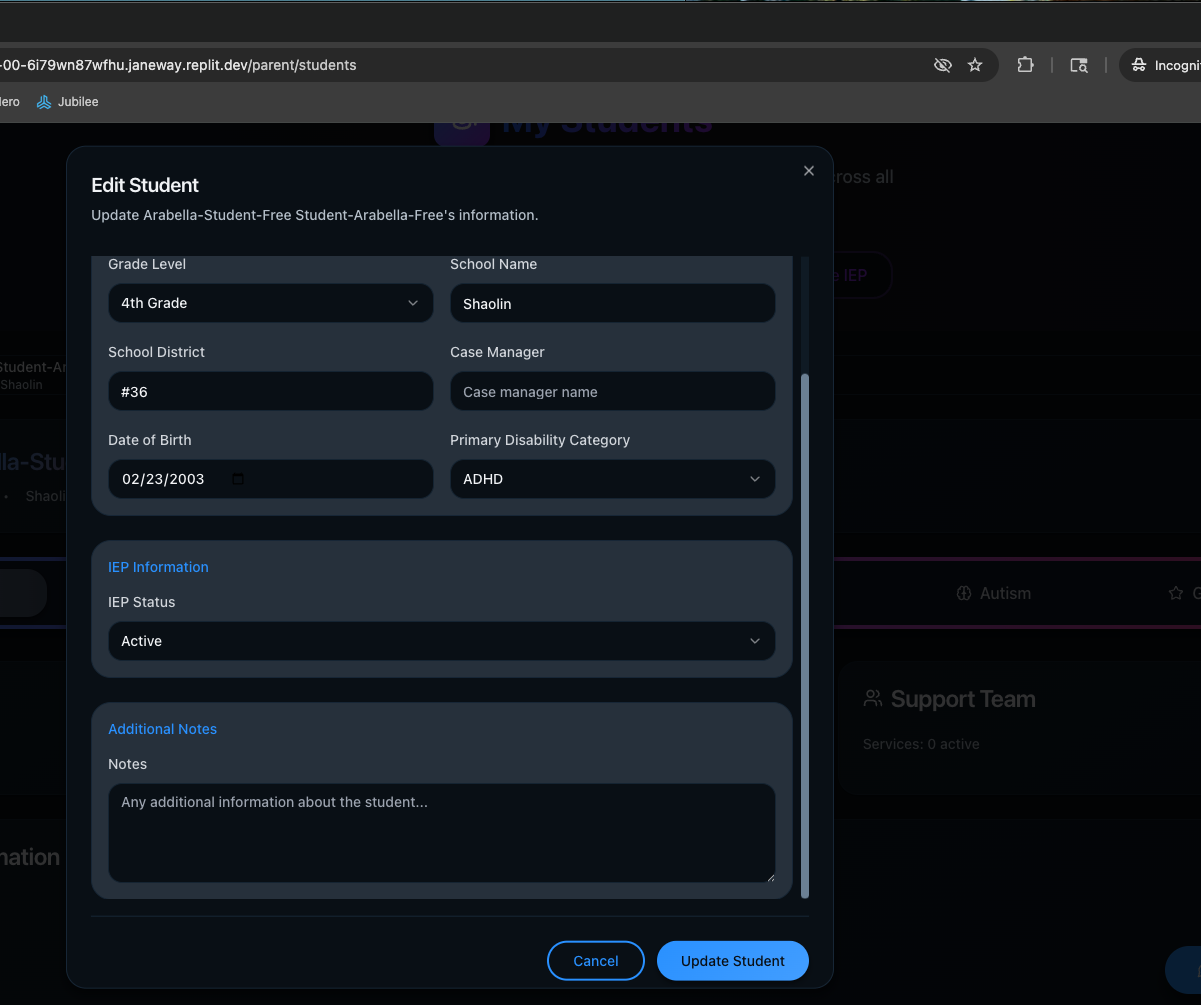 -00-6i79wn87wfhu.janeway.replit.dev/parent/students
Incogni
lero
Jubilee
My Students
Edit Student
Update Arabella-Student-Free Student-Arabella-Free's information.
cross all
Grade Level
School Name
e IEP
4th Grade
Shaolin
School District
Case Manager
Student-Ar
Shaolin
#36
Case manager name
Date of Birth
Primary Disability Category
lla-Stu
02/23/2003
ADHD
• Shaoli
IEP Information
Autism
G
IEP Status
Active
Support Team
Additional Notes
Services: 0 active
Notes
Any additional information about the student...
mation
Cancel
Update Student